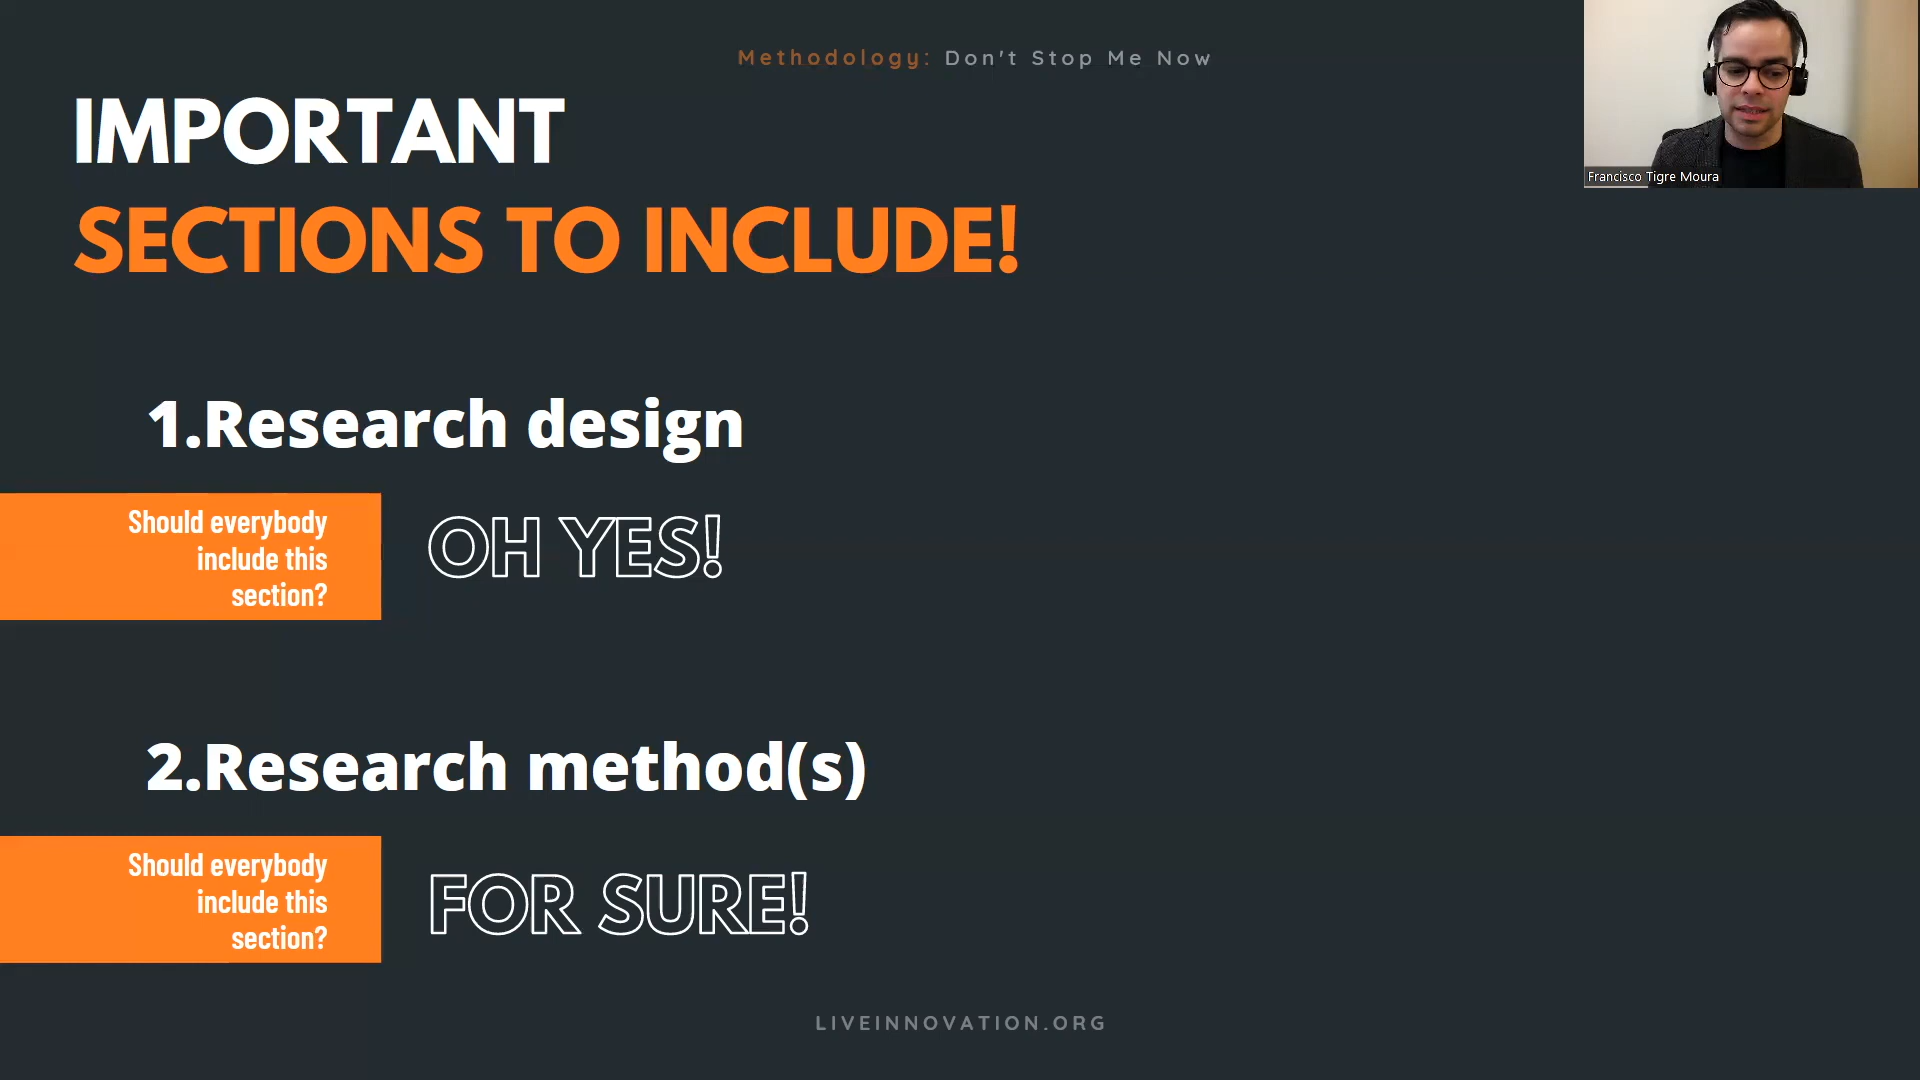 Methodology: Don't Stop Me Now
IMPORTANT
SECTIONS TO INCLUDE!
Francisco Tigre Moura
1.Research design
Should everybody
include this
section?
OH YES!
2.Research method(s)
Should everybody
include this
section?
FOR SURE!
LIVEINNOVATION.ORG